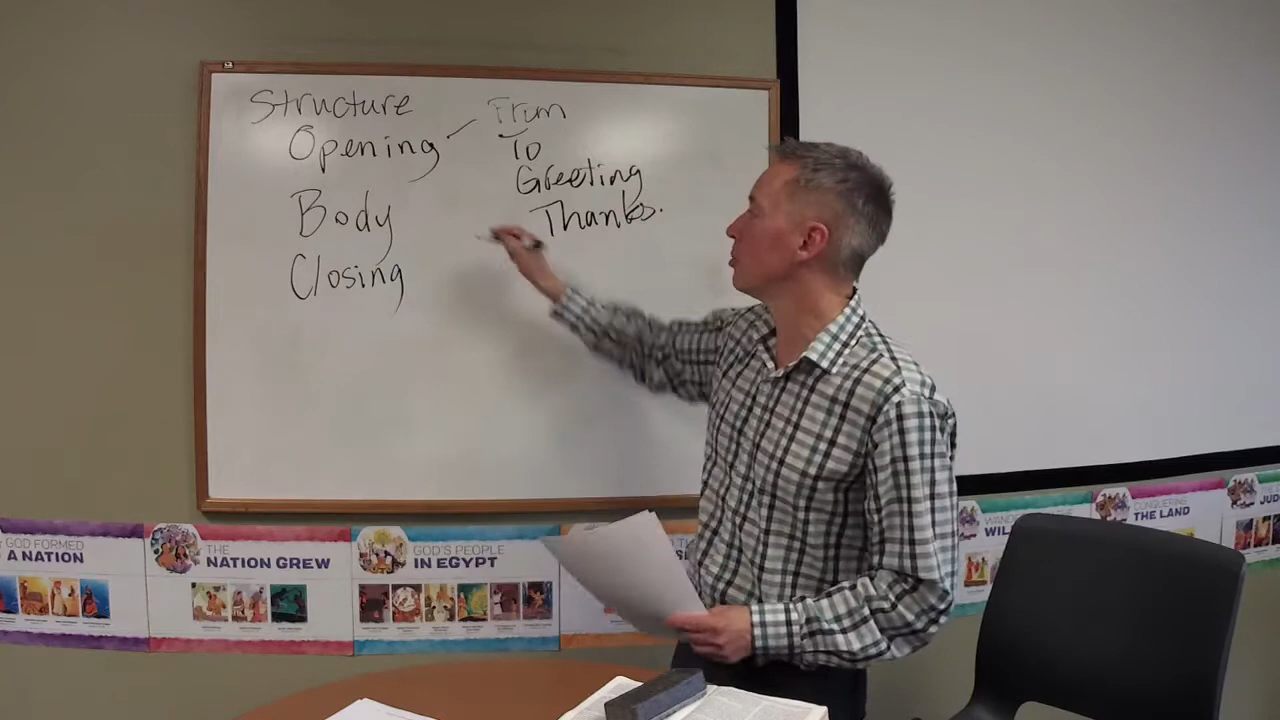 Structure
Opening
From
To
Greeting
Thanks.
Body
Closing
GOD FORMED
A NATION
THE
NATION GREW
GOD'S PEOPLE
IN EGYPT
CONQUERING
THE LAND